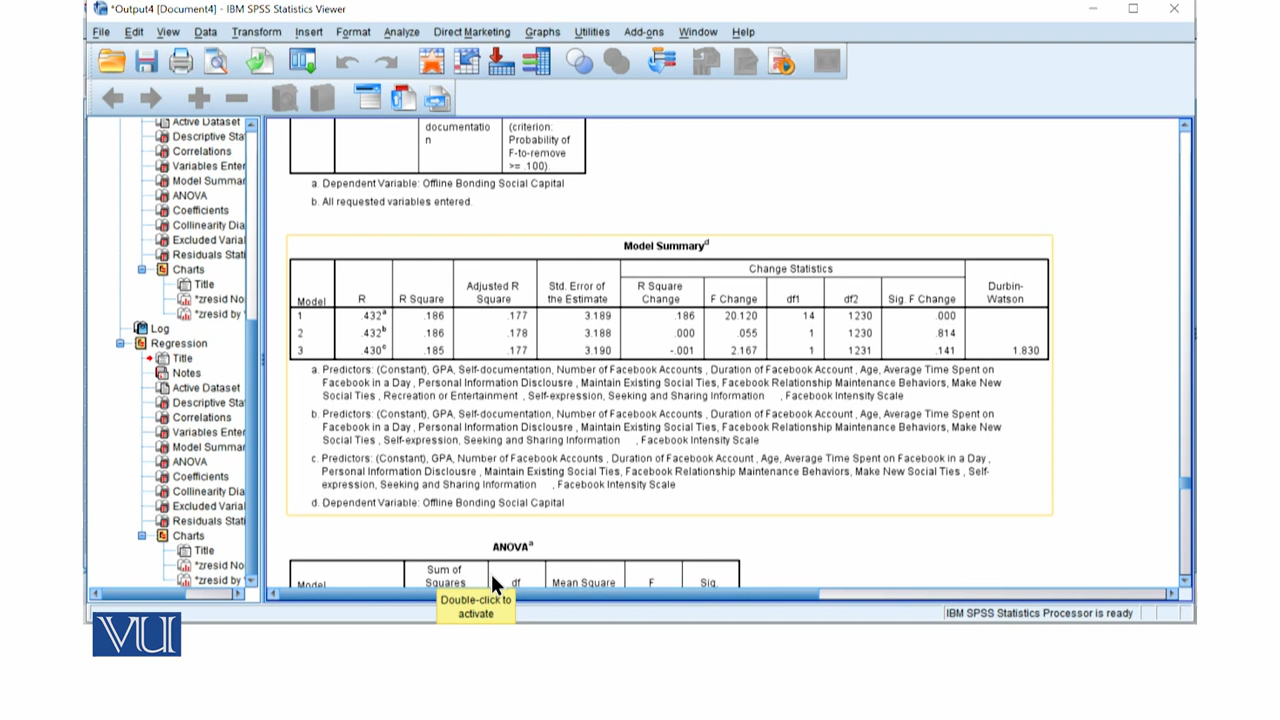 *Output4 [Document4] - IBM SPSS Statistics Viewer
File Edit View Data Transform Insert Format Analyze Direct Marketing Graphs Utilities Add-ons Window Help
Active Dataset
Descriptive Sta
Correlations
Variables Enter
Model Summar
ANOVA
Coefficients
Collinearity Dia
Excluded Varial
Residuals Stati
Charts
Title
*zresid No
*zresid by
Log
Regression
Title
Notes
Active Dataset
Descriptive Sta
Correlations
Variables Enter
Model Summar
ANOVA
Coefficients
Collinearity Dia
Excluded Varial
Residuals Stati
Charts
Title
*zresid No
*zresid by
documentatio
n
(criterion:
Probability of
F-to-remove
>= .100).
a. Dependent Variable: Offline Bonding Social Capital
b. All requested variables entered.
Model Summaryd
Model R R Square Adjusted R Square Std. Error of the Estimate Change Statistics Durbin-Watson
R Square Change F Change df1 df2 Sig. F Change
1 .432a .186 .177 3.189 .186 20.120 14 1230 .000
2 .432b .186 .178 3.188 .000 .055 1 1230 .814
3 .430c .185 .177 3.190 -.001 2.167 1 1231 .141 1.830
a. Predictors: (Constant), GPA, Self-documentation, Number of Facebook Accounts , Duration of Facebook Account , Age, Average Time Spent on
Facebook in a Day , Personal Information Disclousre , Maintain Existing Social Ties, Facebook Relationship Maintenance Behaviors, Make New
Social Ties , Recreation or Entertainment , Self-expression, Seeking and Sharing Information , Facebook Intensity Scale
b. Predictors: (Constant), GPA, Self-documentation, Number of Facebook Accounts , Duration of Facebook Account , Age, Average Time Spent on
Facebook in a Day , Personal Information Disclousre , Maintain Existing Social Ties, Facebook Relationship Maintenance Behaviors, Make New
Social Ties , Self-expression, Seeking and Sharing Information , Facebook Intensity Scale
c. Predictors: (Constant), GPA, Number of Facebook Accounts , Duration of Facebook Account , Age, Average Time Spent on Facebook in a Day ,
Personal Information Disclousre , Maintain Existing Social Ties, Facebook Relationship Maintenance Behaviors, Make New Social Ties , Self-
expression, Seeking and Sharing Information , Facebook Intensity Scale
d. Dependent Variable: Offline Bonding Social Capital
ANOVAa
Model Sum of Squares df Mean Square F Sig.
Double-click to
activate
IBM SPSS Statistics Processor is ready
VU